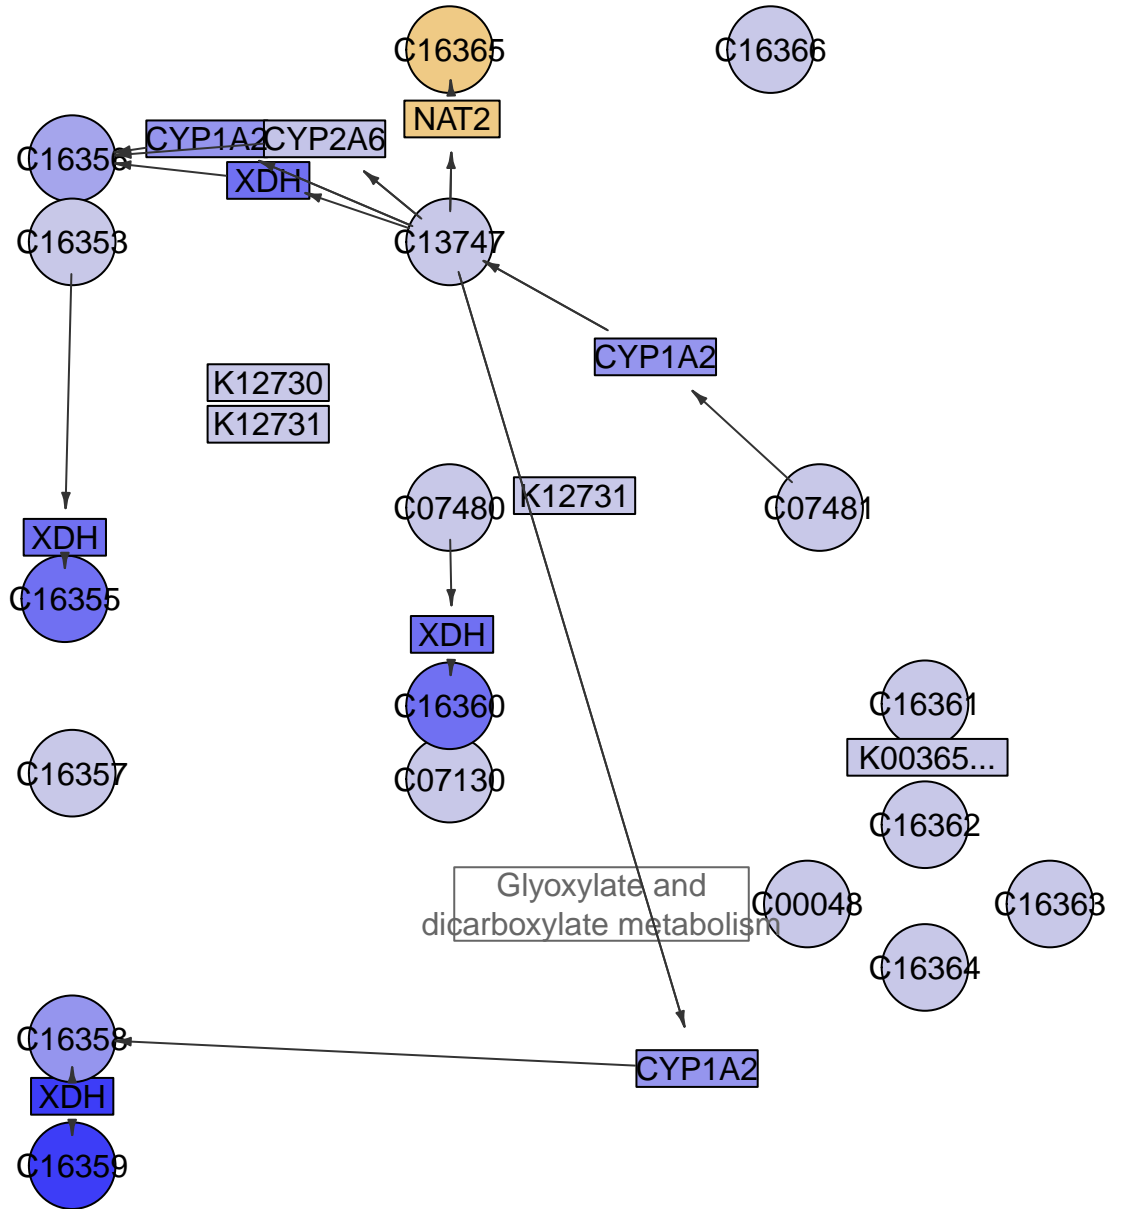 C16365
C16366
NAT2
CYP1A2
CYP2A6
C16356
XDH
C16353
C13747
CYP1A2
K12730
K12731
K12731
C07480
C07481
XDH
C16355
XDH
C16360
C16361
K00365...
C16357
C07130
C16362
Glyoxylate and
dicarboxylate metabolism
C00048
C16363
C16364
C16358
CYP1A2
XDH
C16359